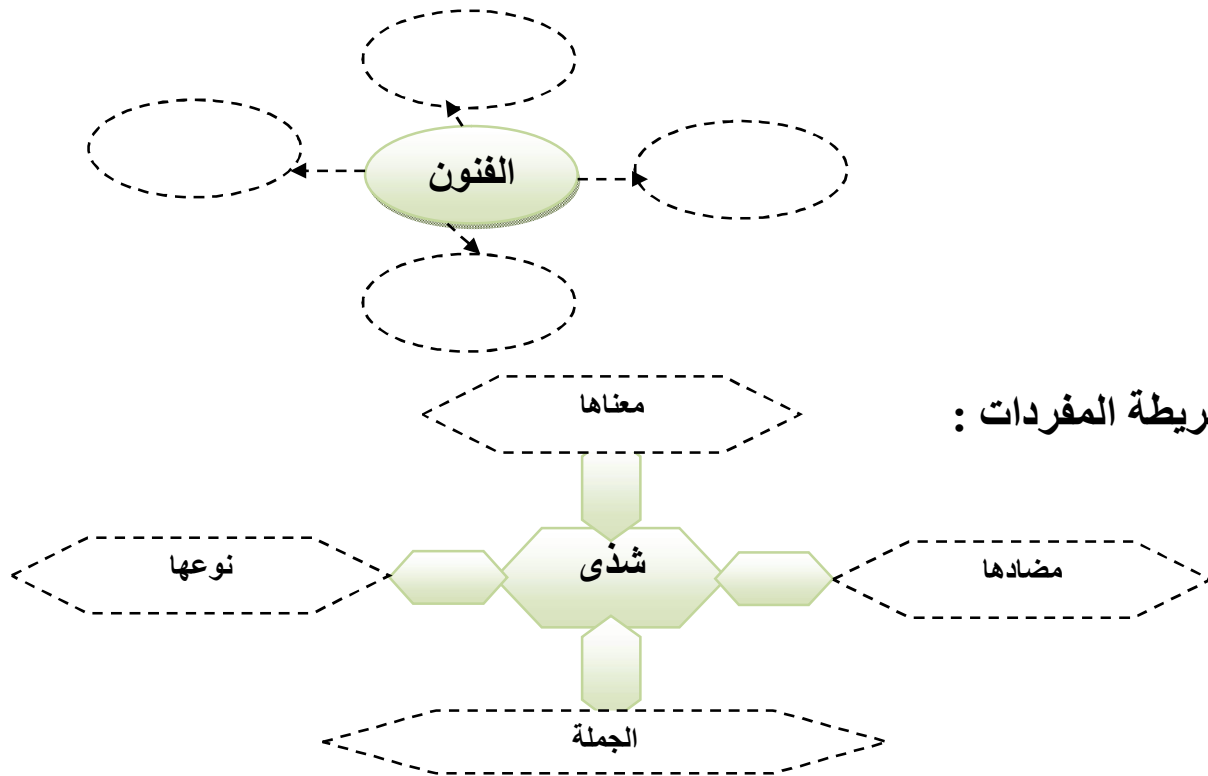 الفنون
ريطة المفردات :
معناها
شذى
مضادها
نوعها
الجملة